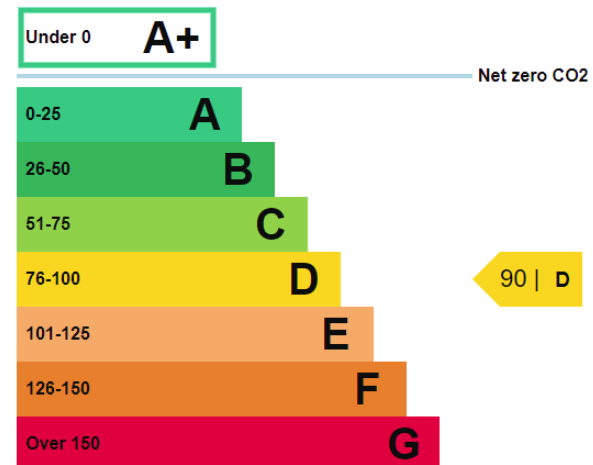 Under 0 A+
Net zero CO2
0-25 A
26-50 B
51-75 C
76-100 D
90 | D
101-125 E
126-150 F
Over 150 G